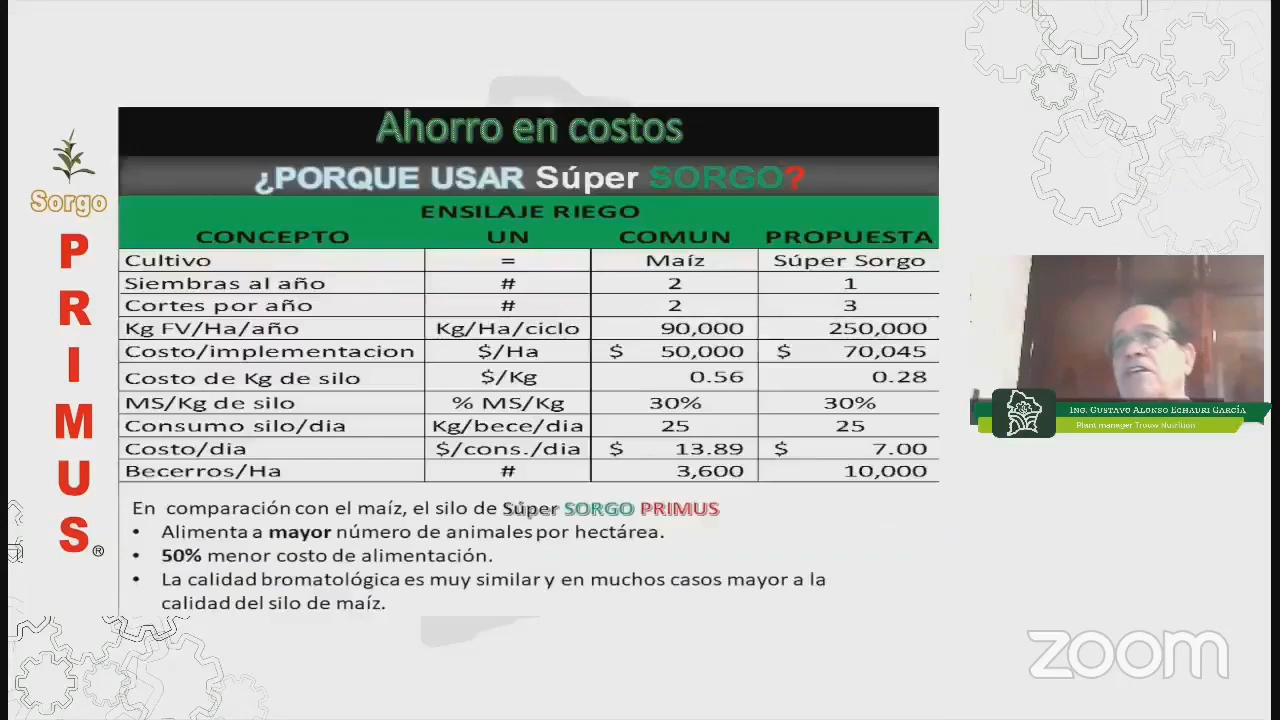 Sorgo
PRIMUS®
Ahorro en costos
¿PORQUE USAR Súper SORGO?
ENSILAJE RIEGO
CONCEPTO UN COMUN PROPUESTA
Cultivo = Maíz Súper Sorgo
Siembras al año # 2 1
Cortes por año # 2 3
Kg FV/Ha/año Kg/Ha/ciclo 90,000 250,000
Costo/implementacion $/Ha $ 50,000 $ 70,045
Costo de Kg de silo $/Kg 0.56 0.28
MS/Kg de silo % MS/Kg 30% 30%
Consumo silo/dia Kg/bece/dia 25 25
Costo/dia $/cons./dia $ 13.89 $ 7.00
Becerros/Ha # 3,600 10,000
En comparación con el maíz, el silo de Súper SORGO PRIMUS
• Alimenta a mayor número de animales por hectárea.
• 50% menor costo de alimentación.
• La calidad bromatológica es muy similar y en muchos casos mayor a la
calidad del silo de maíz.
Ing. Gustavo Alonso Echauri García
Plant manager Trouw Nutrition
zoom